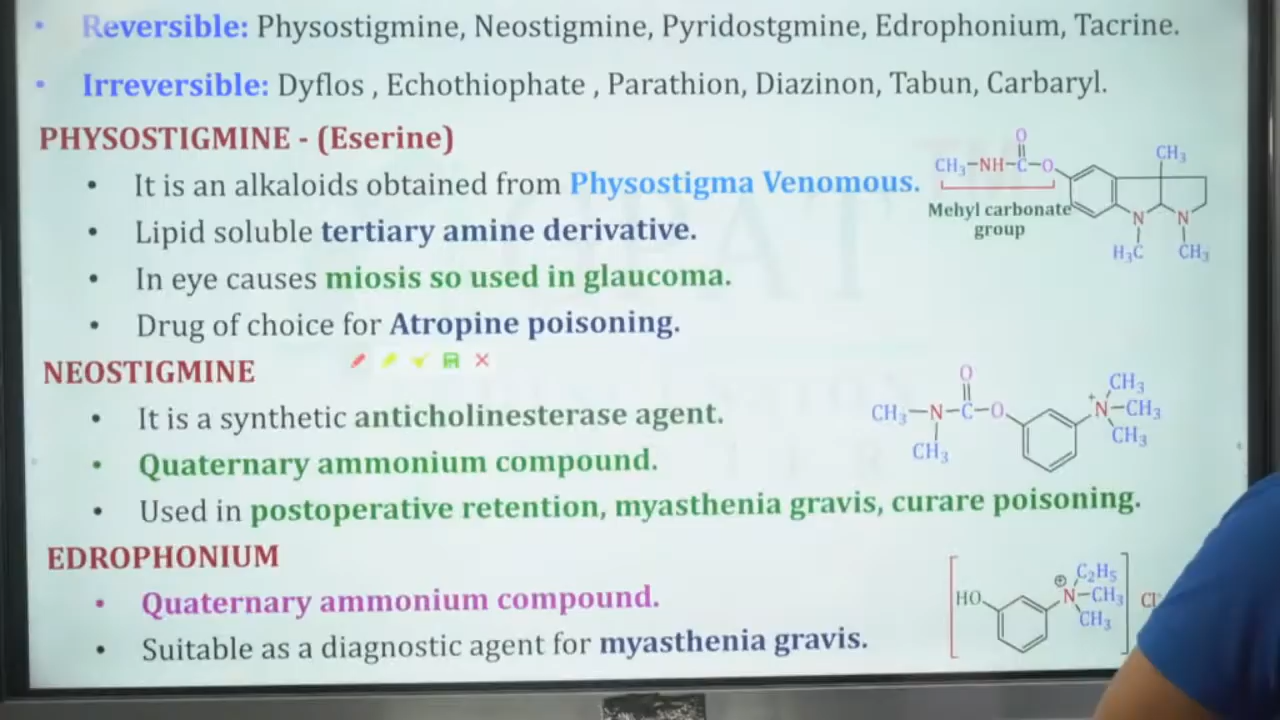 • Reversible: Physostigmine, Neostigmine, Pyridostgmine, Edrophonium, Tacrine.
• Irreversible: Dyflos , Echothiophate , Parathion, Diazinon, Tabun, Carbaryl.
PHYSOSTIGMINE - (Eserine)
• It is an alkaloids obtained from Physostigma Venomous.
• Lipid soluble tertiary amine derivative.
• In eye causes miosis so used in glaucoma.
• Drug of choice for Atropine poisoning.
O
CH₃-NH-C-O
CH₃
Mehyl carbonate
group
N N
H₃C CH₃
NEOSTIGMINE
• It is a synthetic anticholinesterase agent.
• Quaternary ammonium compound.
• Used in postoperative retention, myasthenia gravis, curare poisoning.
O
CH₃
CH₃-N-C-O
+N-CH₃
CH₃
CH₃
EDROPHONIUM
• Quaternary ammonium compound.
• Suitable as a diagnostic agent for myasthenia gravis.
C₂H₅
HO
⊕
N-CH₃
Cl
CH₃